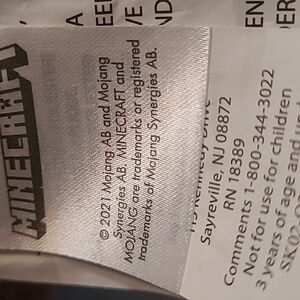 MINECRAFT
© 2021 Mojang AB and Mojang
Synergies AB. MINECRAFT and
MOJANG are trademarks or registered
trademarks of Mojang Synergies AB.
Sayreville, NJ 08872
RN 18389
Comments 1-800-344-3022
Not for use for children
3 years of age and